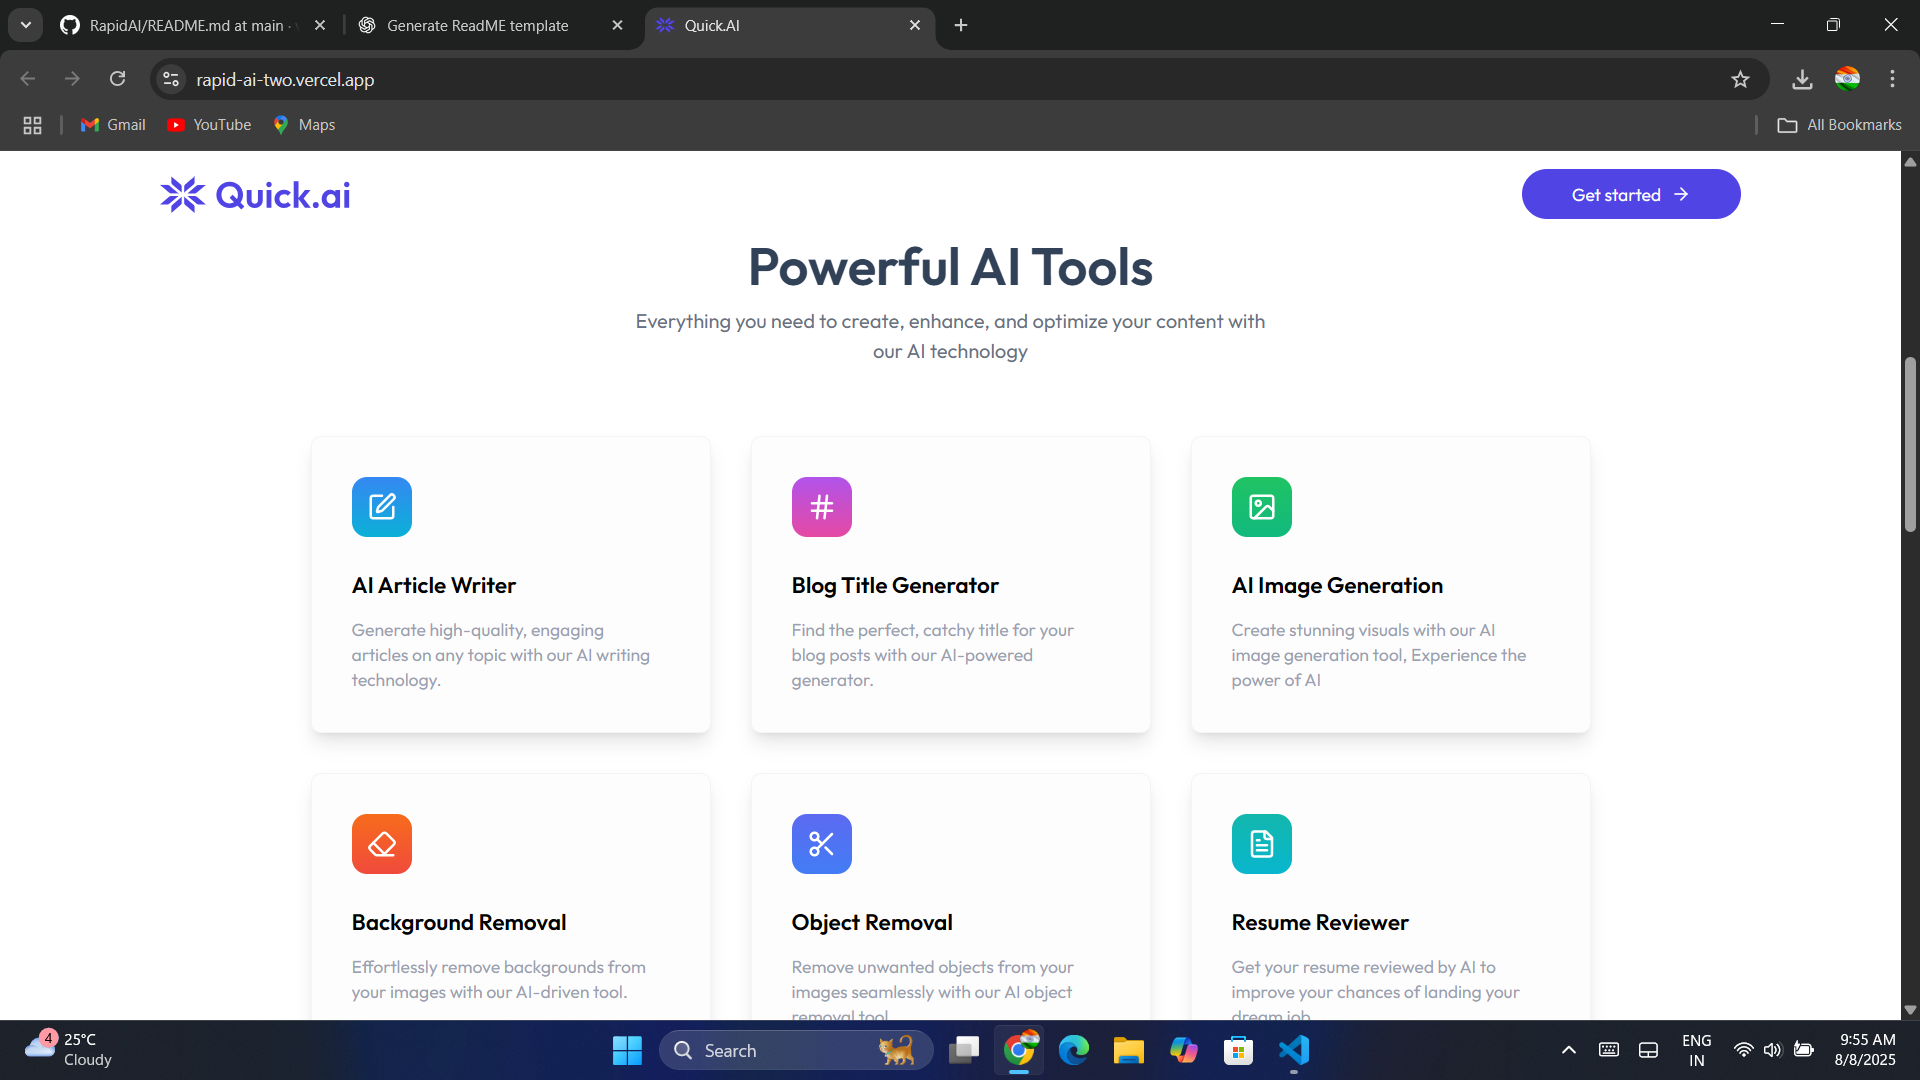 RapidAI/README.md at main ·
Generate ReadME template
Quick.AI
rapid-ai-two.vercel.app
Gmail
YouTube
Maps
All Bookmarks
Quick.ai
Get started
Powerful AI Tools
Everything you need to create, enhance, and optimize your content with
our AI technology
AI Article Writer
Generate high-quality, engaging
articles on any topic with our AI writing
technology.
Blog Title Generator
Find the perfect, catchy title for your
blog posts with our AI-powered
generator.
AI Image Generation
Create stunning visuals with our AI
image generation tool, Experience the
power of AI
Background Removal
Effortlessly remove backgrounds from
your images with our AI-driven tool.
Object Removal
Remove unwanted objects from your
images seamlessly with our AI object
removal tool
Resume Reviewer
Get your resume reviewed by AI to
improve your chances of landing your
dream job
4
25°C
Cloudy
Search
ENG
IN
9:55 AM
8/8/2025